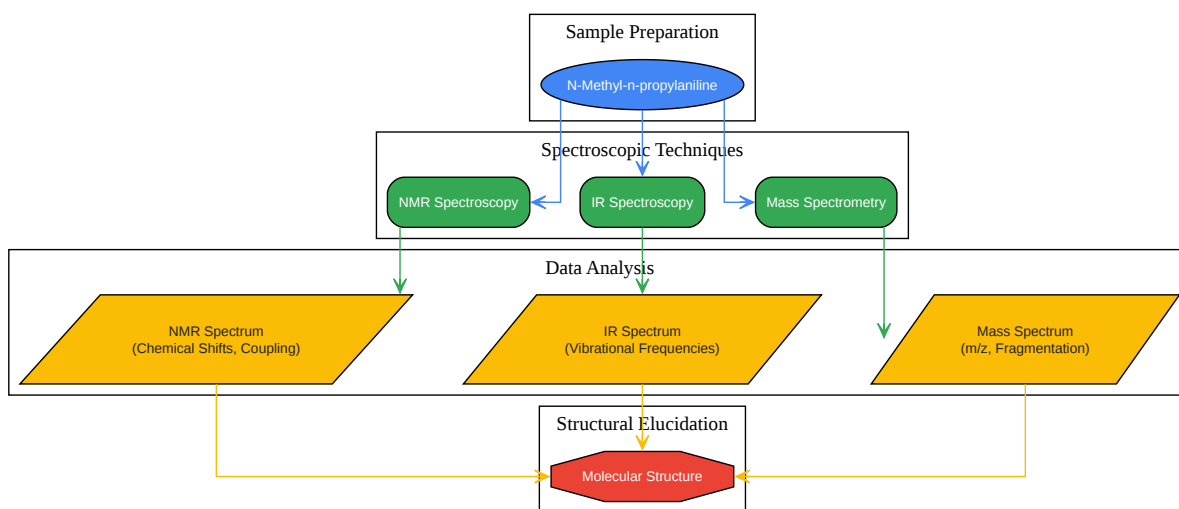 Sample Preparation
N-Methyl-n-propylaniline
Spectroscopic Techniques
NMR Spectroscopy
IR Spectroscopy
Mass Spectrometry
Data Analysis
NMR Spectrum
(Chemical Shifts, Coupling)
IR Spectrum
(Vibrational Frequencies)
Mass Spectrum
(m/z, Fragmentation)
Structural Elucidation
Molecular Structure